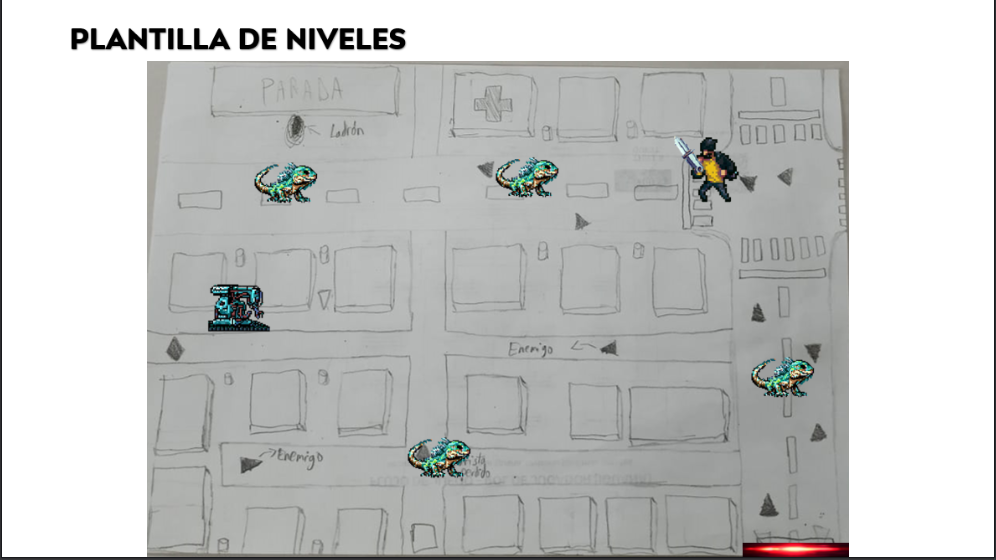 PLANTILLA DE NIVELES
PARADA
Ladrón
Enemigo
Enemigo